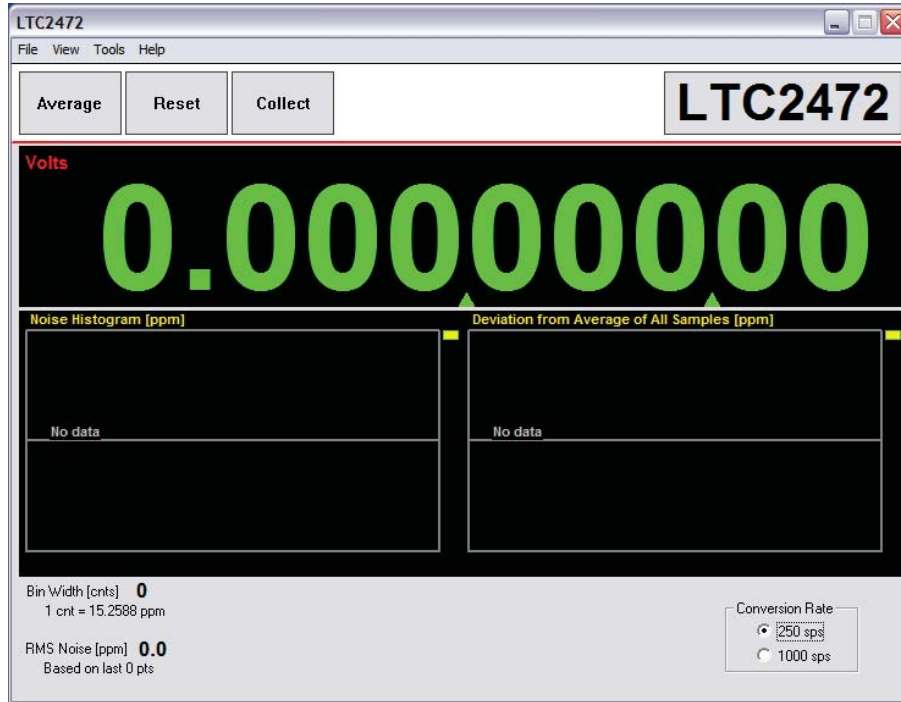 LTC2472
File View Tools Help
Average Reset Collect LTC2472
Volts
0.00000000
Noise Histogram [ppm] Deviation from Average of All Samples [ppm]
No data No data
Bin Width [cnts] 0
1 cnt = 15.2588 ppm
RMS Noise [ppm] 0.0
Based on last 0 pts
Conversion Rate
250 sps
1000 sps